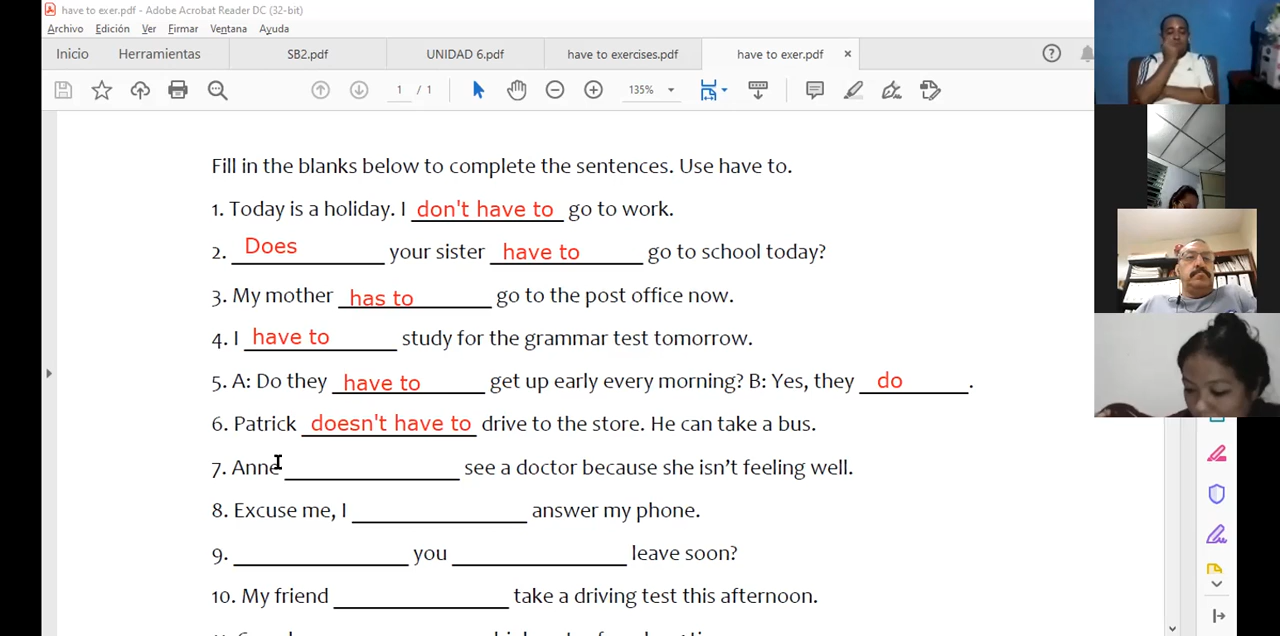 have to exer.pdf - Adobe Acrobat Reader DC (32-bit)
Archivo Edición Ver Firmar Ventana Ayuda
Inicio Herramientas SB2.pdf UNIDAD 6.pdf have to exercises.pdf have to exer.pdf ×
1 / 1 135%
Fill in the blanks below to complete the sentences. Use have to.
1. Today is a holiday. I don't have to go to work.
2. Does your sister have to go to school today?
3. My mother has to go to the post office now.
4. I have to study for the grammar test tomorrow.
5. A: Do they have to get up early every morning? B: Yes, they do.
6. Patrick doesn't have to drive to the store. He can take a bus.
7. Anne ______ see a doctor because she isn't feeling well.
8. Excuse me, I ______ answer my phone.
9. ______ you ______ leave soon?
10. My friend ______ take a driving test this afternoon.